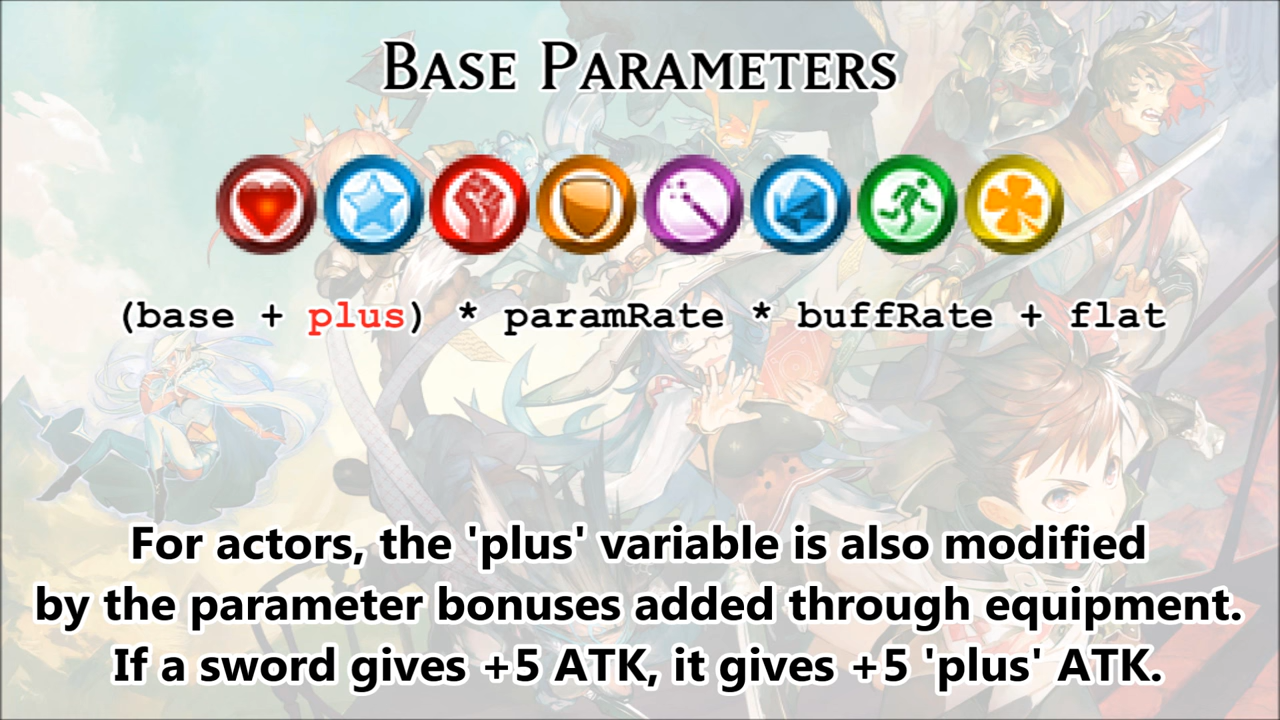 Base Parameters
(base + plus) * paramRate * buffRate + flat
For actors, the 'plus' variable is also modified
by the parameter bonuses added through equipment.
If a sword gives +5 ATK, it gives +5 'plus' ATK.